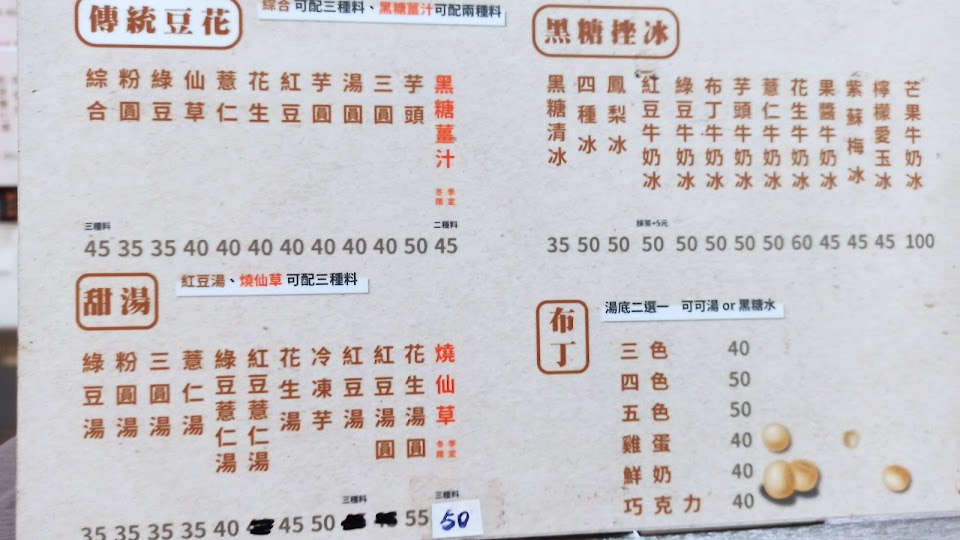 傳統豆花
綜合 可配三種料、黑糖薑汁可配兩種料
綜合
粉圓
綠豆
仙草
薏仁
花生
紅豆
芋圓
湯圓
三圓
芋頭
黑糖薑汁
冬季限定
三種料
二種料
45 35 35 40 40 40 40 40 40 40 50 45
黑糖挫冰
黑糖清冰
四種冰
鳳梨冰
紅豆牛奶冰
綠豆牛奶冰
布丁牛奶冰
芋頭牛奶冰
薏仁牛奶冰
花生牛奶冰
果醬牛奶冰
紫蘇梅冰
檸檬愛玉冰
芒果牛奶冰
35 50 50 50 50 50 50 50 60 45 45 45 100
甜湯
紅豆湯、燒仙草 可配三種料
綠豆湯
粉圓湯
三圓湯
薏仁湯
綠豆薏仁湯
紅豆薏仁湯
花生湯
冷凍芋
紅豆湯
紅豆湯圓
花生湯圓
燒仙草
冬季限定
三種料
三種料
35 35 35 35 40 45 50 55 50
布丁
湯底二選一 可可湯 or 黑糖水
三色 40
四色 50
五色 50
雞蛋 40
鮮奶 40
巧克力 40